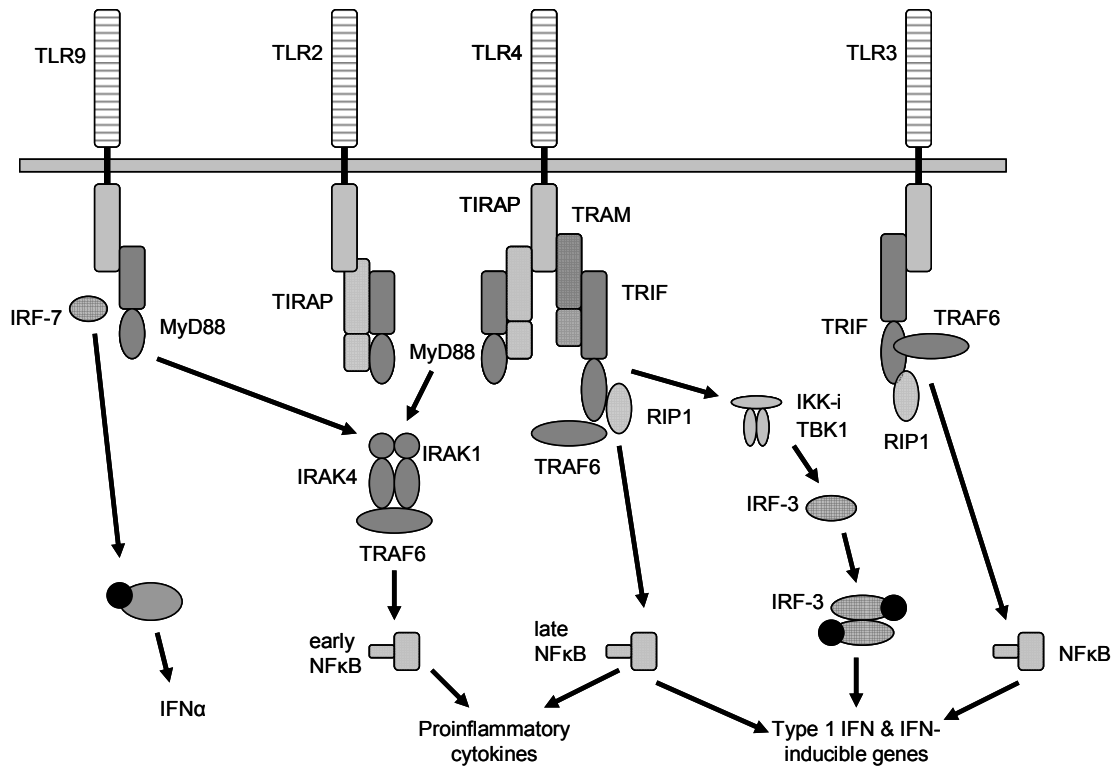 TLR9
TLR2
TLR4
TLR3
TIRAP
TRAM
TIRAP
TRIF
IRF-7
MyD88
TRIF
TRAF6
MyD88
IKK-i
TBK1
RIP1
RIP1
IRAK4
IRAK1
TRAF6
IRF-3
TRAF6
IRF-3
early
NFκB
late
NFκB
NFκB
IFNα
Proinflammatory
cytokines
Type 1 IFN & IFN-
inducible genes